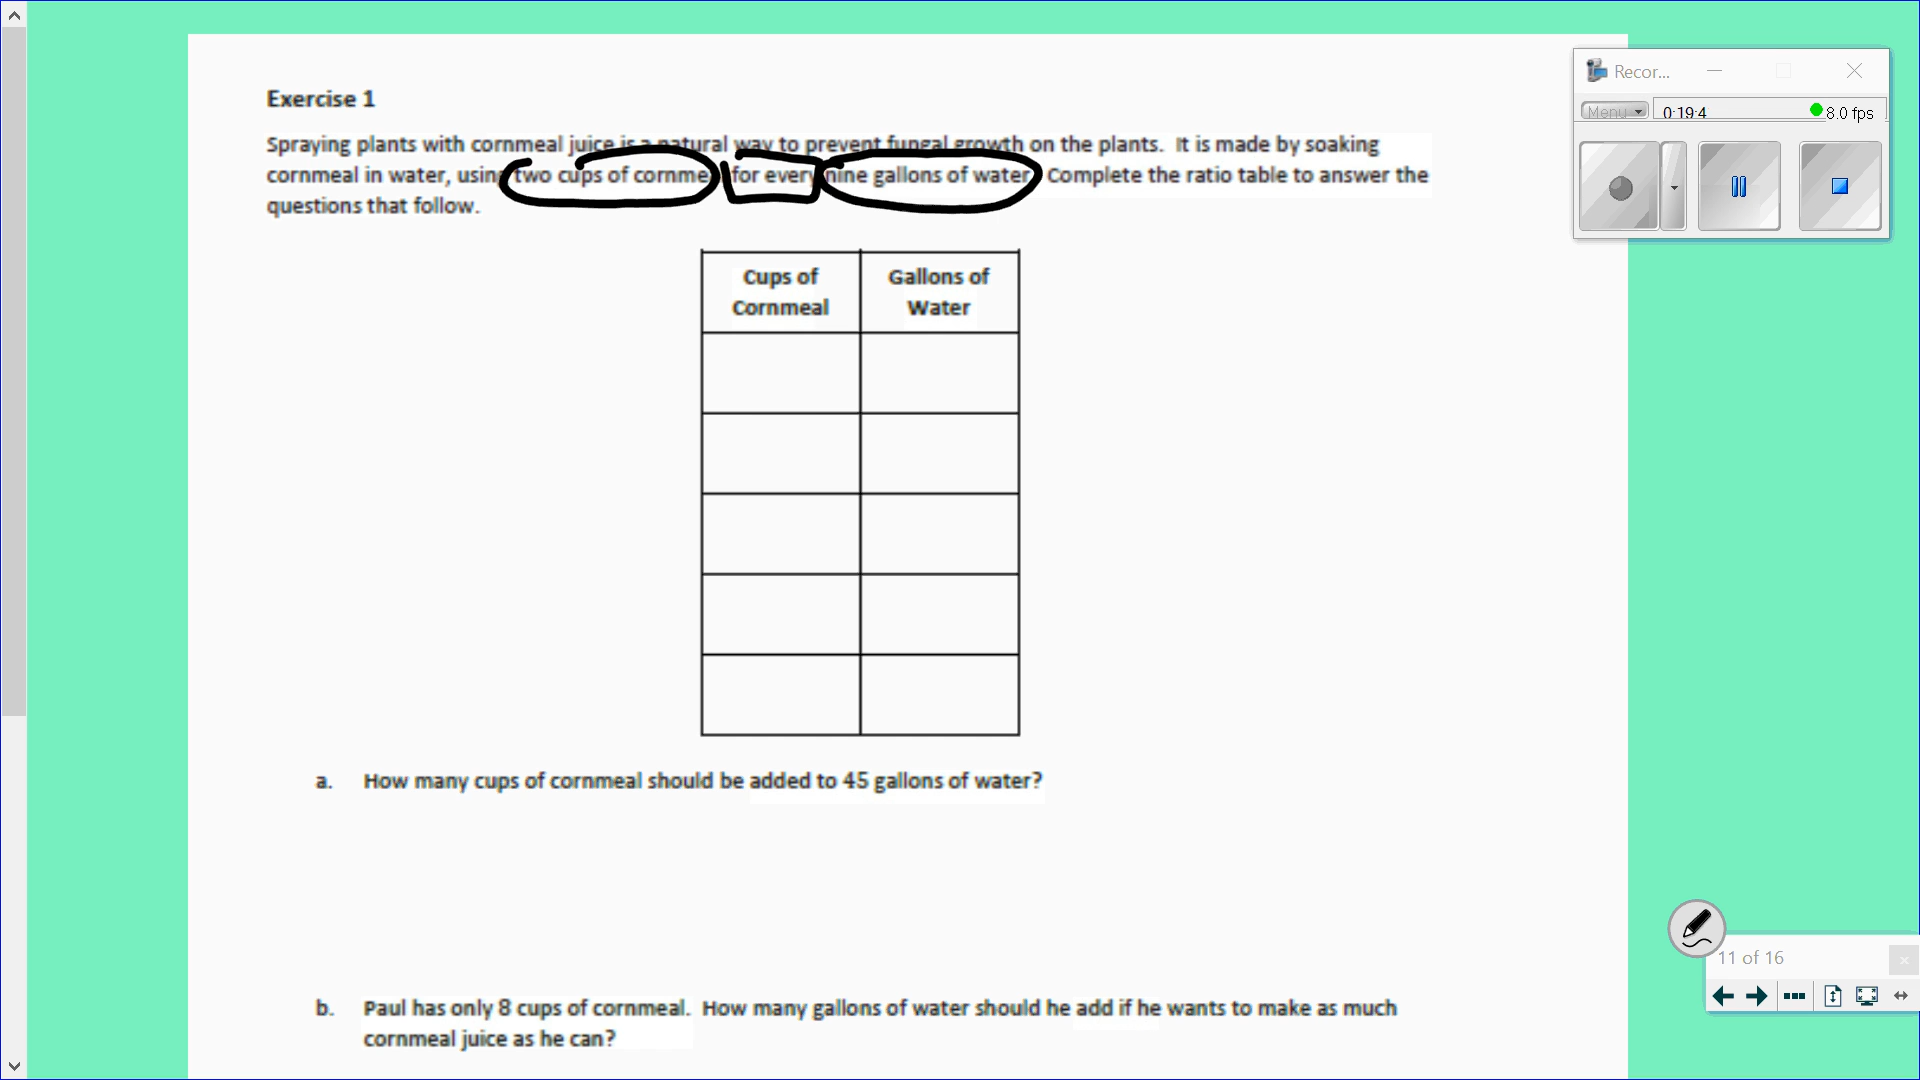 Exercise 1
Spraying plants with cornmeal juice is a natural way to prevent fungal growth on the plants. It is made by soaking
cornmeal in water, using two cups of cornmeal for every nine gallons of water. Complete the ratio table to answer the
questions that follow.
Cups of Cornmeal
Gallons of Water
a. How many cups of cornmeal should be added to 45 gallons of water?
b. Paul has only 8 cups of cornmeal. How many gallons of water should he add if he wants to make as much
cornmeal juice as he can?
Recor...
Menu
0:19:4
8.0 fps
11 of 16